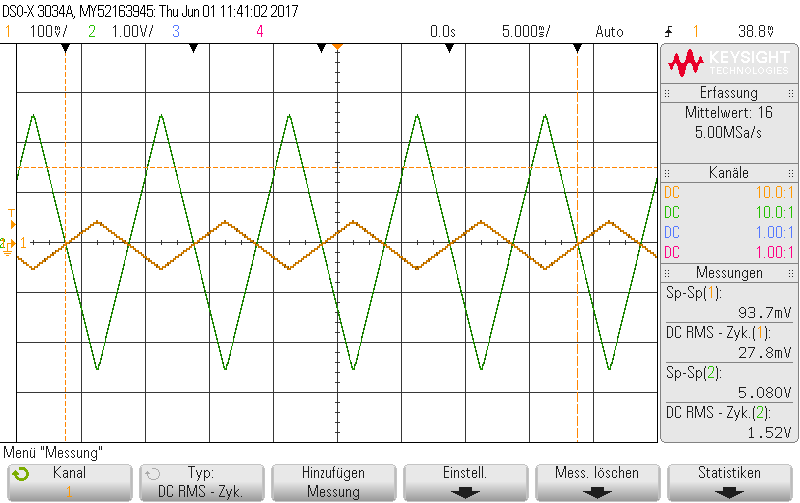 DSO-X 3034A, MY52163945: Thu Jun 01 11:41:02 2017
1 100mV/ 2 1.00V/ 3 4 0.0s 5.000ms/ Auto 1 38.8mV
KEYSIGHT
TECHNOLOGIES
Erfassung
Mittelwert: 16
5.00MSa/s
Kanäle
DC 10.0:1
DC 10.0:1
DC 1.00:1
DC 1.00:1
Messungen
Sp-Sp(1):
93.7mV
DC RMS - Zyk.(1):
27.8mV
Sp-Sp(2):
5.080V
DC RMS - Zyk.(2):
1.52V
T
2 1
Menü "Messung"
Kanal
1
Typ:
DC RMS - Zyk.
Hinzufügen
Messung
Einstell.
Mess. löschen
Statistiken